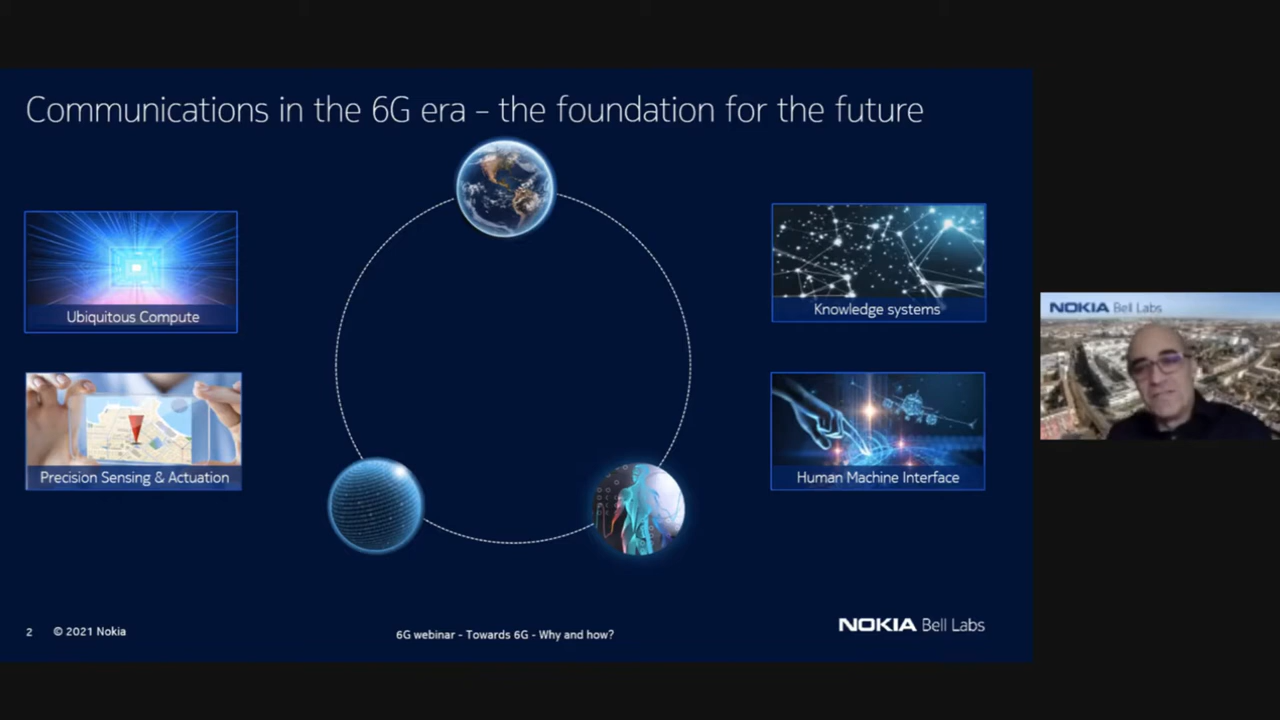 Communications in the 6G era – the foundation for the future
Ubiquitous Compute
Knowledge systems
Precision Sensing & Actuation
Human Machine Interface
NOKIA Bell Labs
2 © 2021 Nokia
6G webinar - Towards 6G - Why and how?
NOKIA Bell Labs